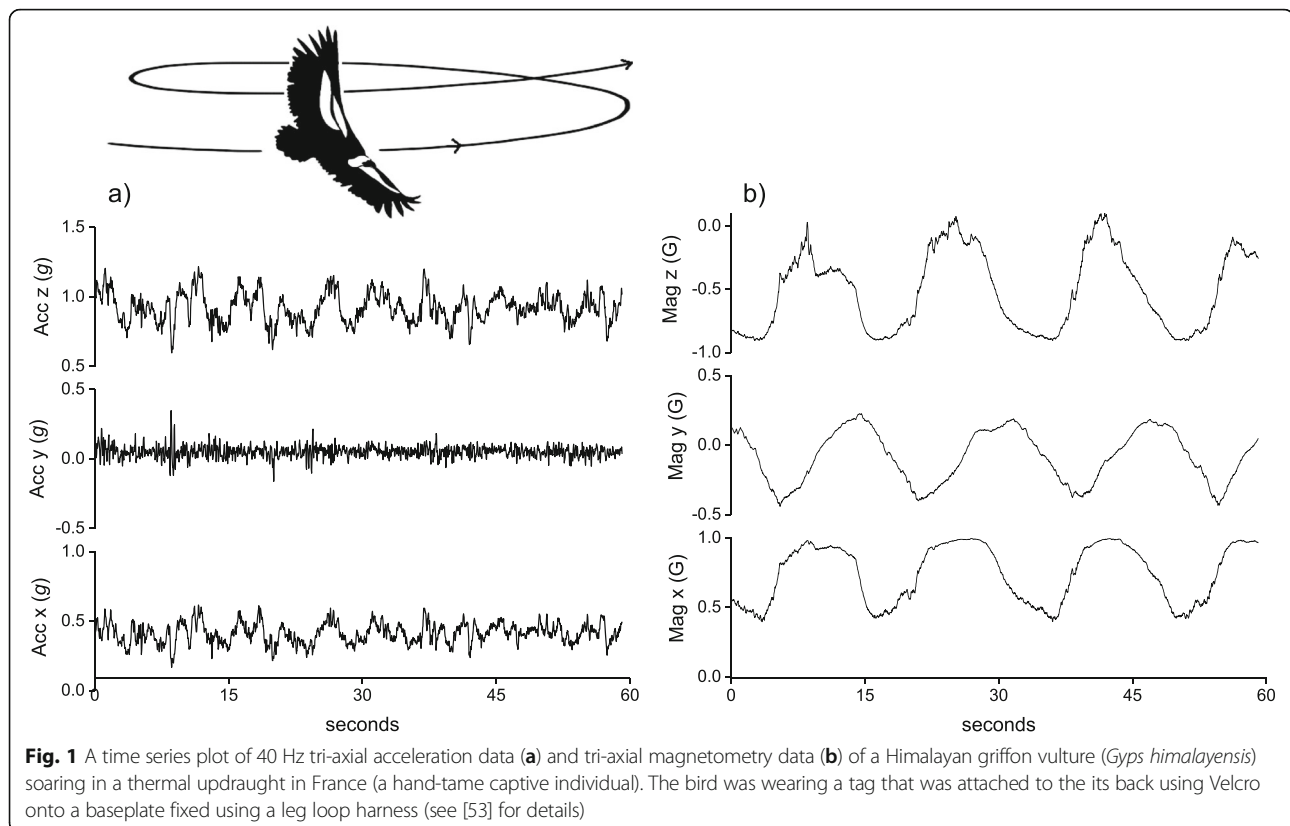 a)
1.5
1.0
0.5
Acc z (g)
0.5
0.0
-0.5
Acc y (g)
1.0
0.5
0.0
Acc x (g)
0 15 30 45 60
seconds
b)
0.0
-0.5
-1.0
Mag z (G)
0.5
0.0
-0.5
Mag y (G)
1.0
0.5
0.0
Mag x (G)
0 15 30 45 60
seconds
Fig. 1 A time series plot of 40 Hz tri-axial acceleration data (a) and tri-axial magnetometry data (b) of a Himalayan griffon vulture (Gyps himalayensis)
soaring in a thermal updraught in France (a hand-tame captive individual). The bird was wearing a tag that was attached to the its back using Velcro
onto a baseplate fixed using a leg loop harness (see [53] for details)